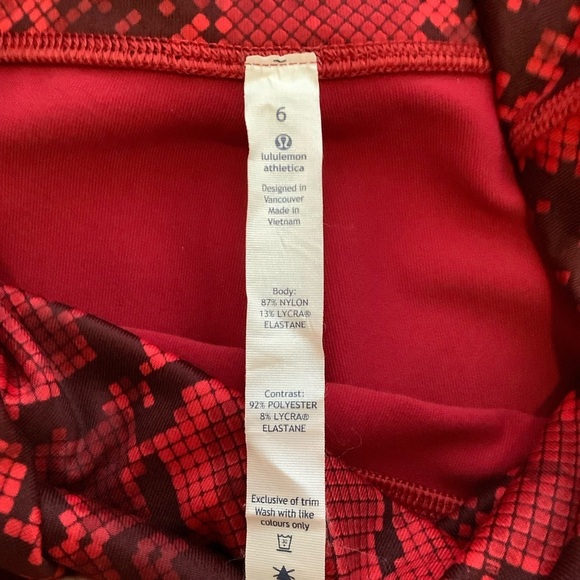 6
lululemon
athletica
Designed in
Vancouver
Made in
Vietnam
Body:
87% NYLON
13% LYCRA®
ELASTANE
Contrast:
92% POLYESTER
8% LYCRA®
ELASTANE
Exclusive of trim
Wash with like
colours only